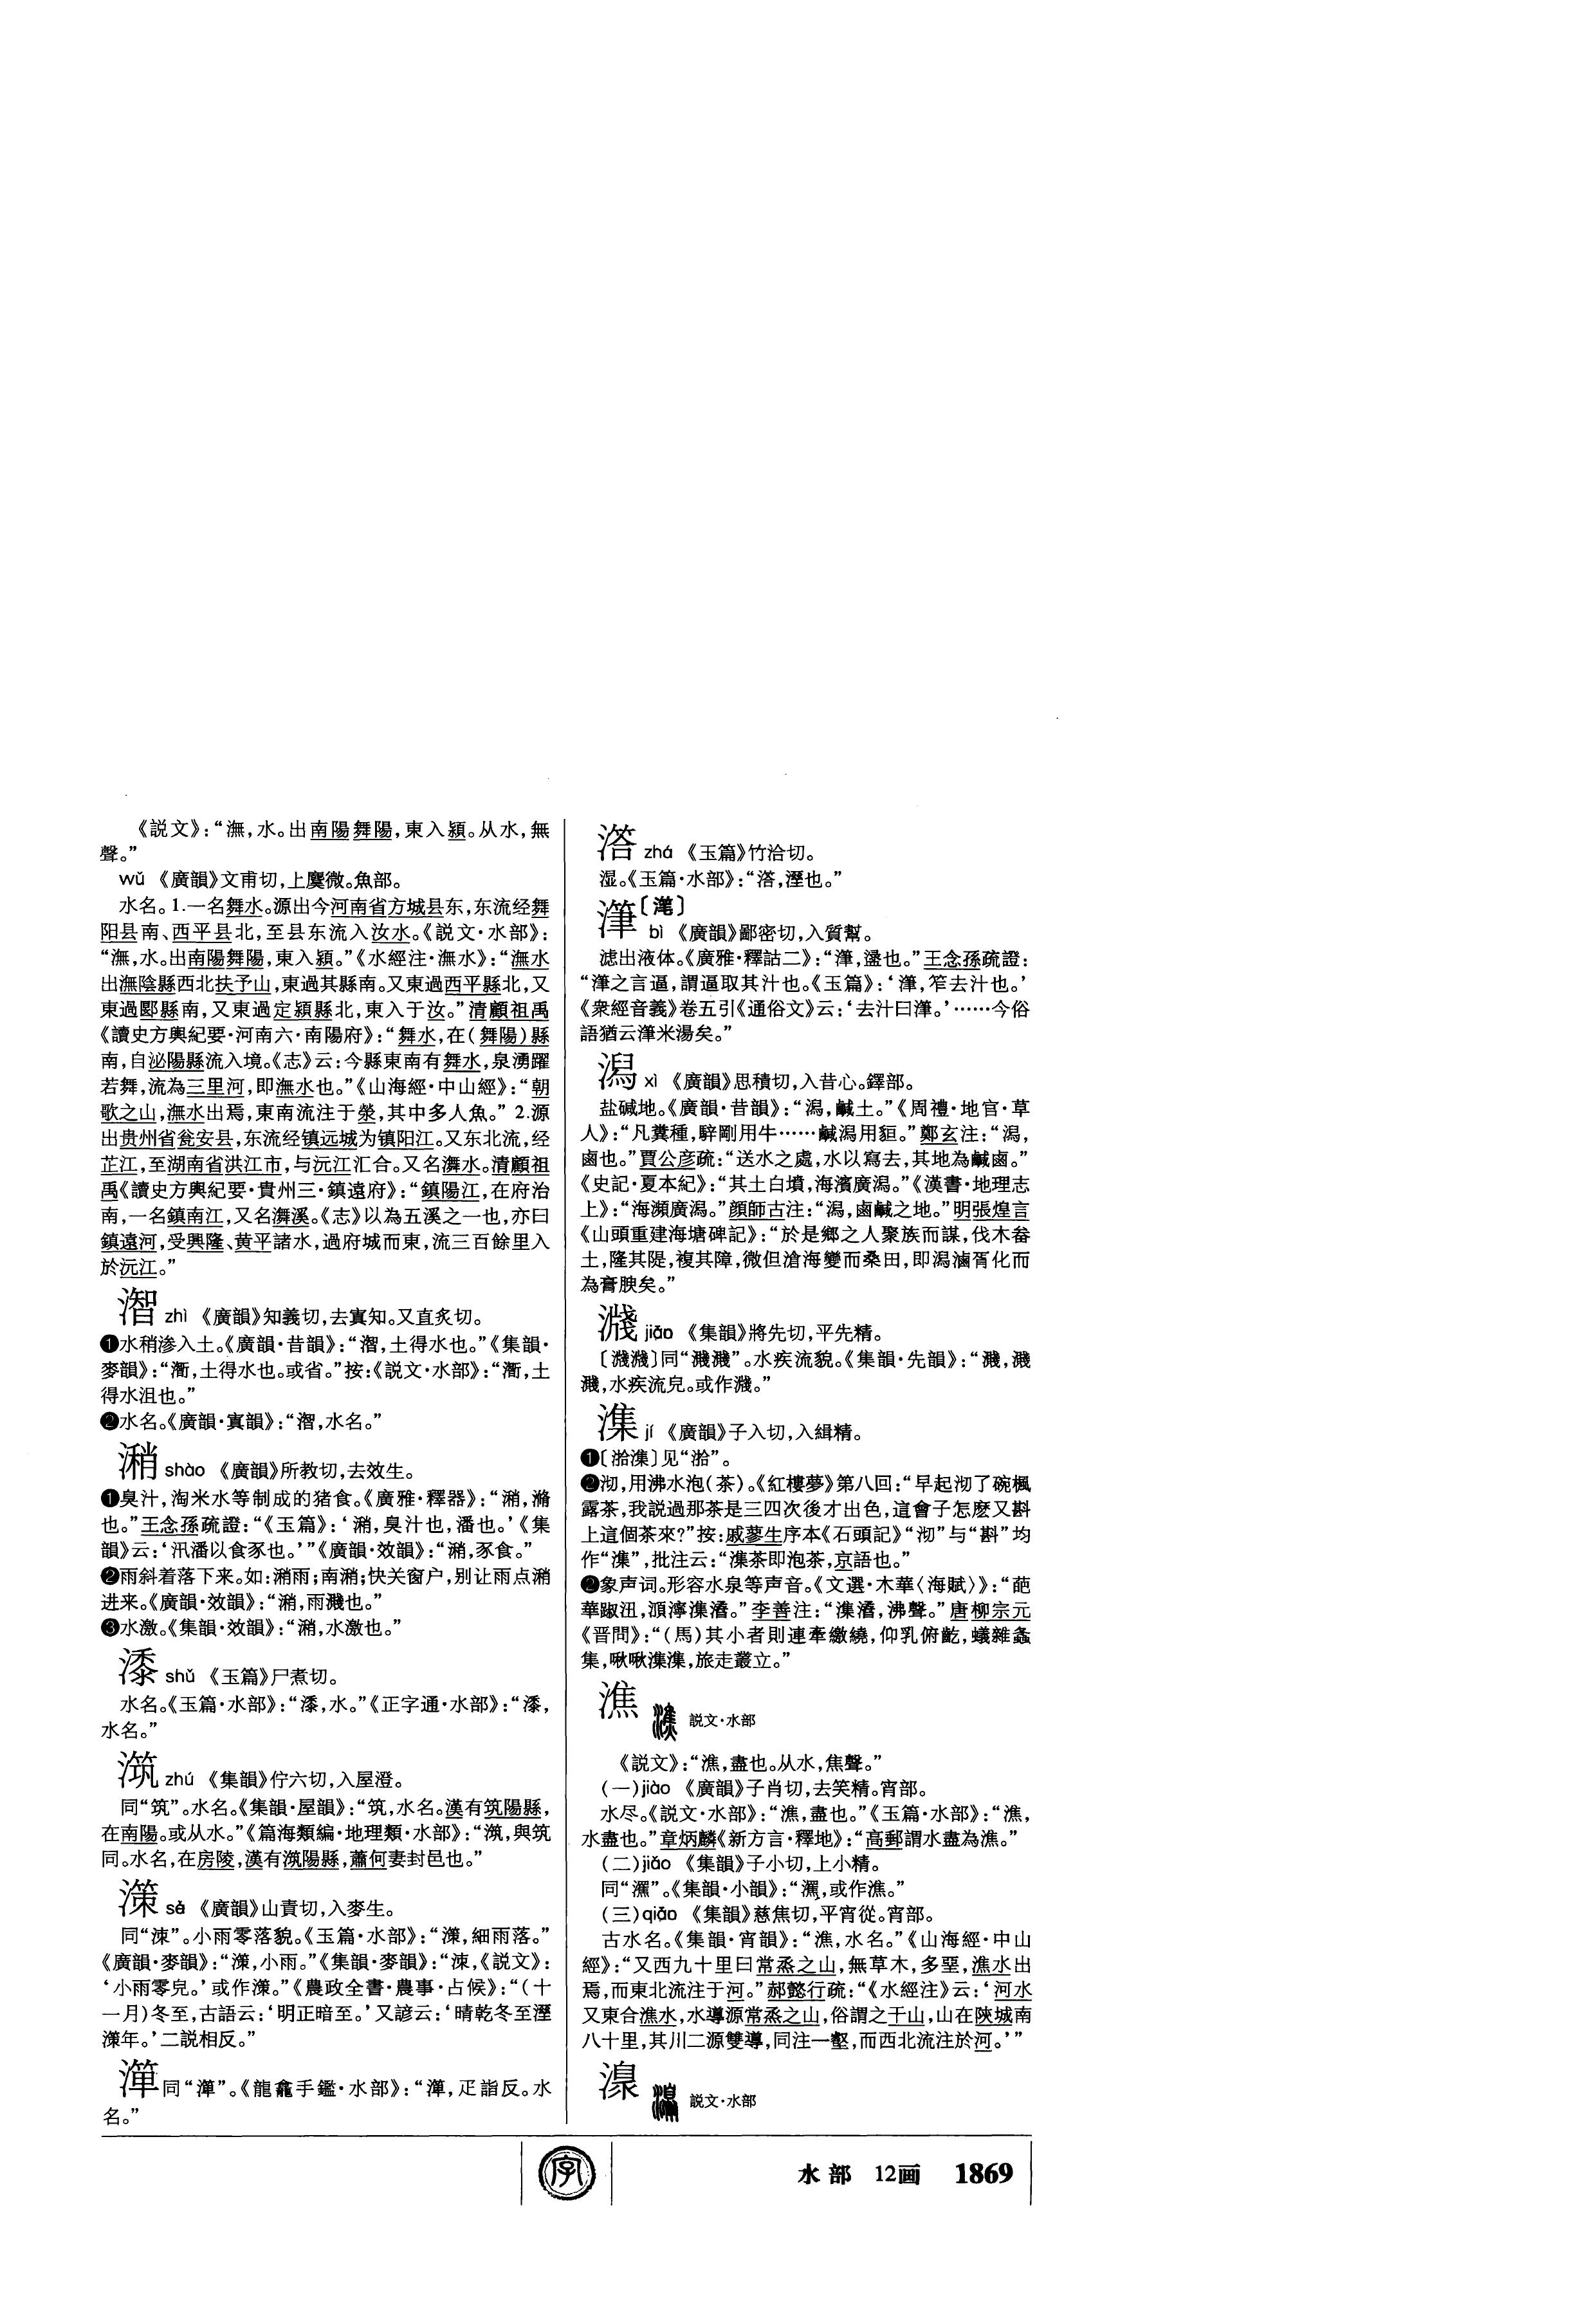 《説文》：“潕，水。出南陽舞陽，東入潁。从水，無
聲。”
wǔ 《廣韻》文甫切，上麌微。魚部。
水名。1.一名舞水。源出今河南省方城县东，东流经舞
阳县南、西平县北，至县东流入汝水。《説文·水部》：
“潕，水。出南陽舞陽，東入潁。”《水經注·潕水》：“潕水
出潕陰縣西北扶予山，東過其縣南。又東過西平縣北，又
東過郾縣南，又東過定潁縣北，東入于汝。”清顧祖禹
《讀史方輿紀要·河南六·南陽府》：“舞水，在（舞陽）縣
南，自泌陽縣流入境。《志》云：今縣東南有舞水，泉湧躍
若舞，流為三里河，即潕水也。”《山海經·中山經》：“朝
歌之山，潕水出焉，東南流注于滎，其中多人魚。” 2.源
出贵州省瓮安县，东流经镇远城为镇阳江。又东北流，经
芷江，至湖南省洪江市，与沅江汇合。又名㵲水。清顧祖
禹《讀史方輿紀要·貴州三·鎮遠府》：“鎮陽江，在府治
南，一名鎮南江，又名㵲溪。《志》以為五溪之一也，亦曰
鎮遠河，受興隆、黄平諸水，過府城而東，流三百餘里入
於沅江。”
潪 zhì 《廣韻》知義切，去寘知。又直炙切。
❶水稍渗入土。《廣韻·昔韻》：“潪，土得水也。”《集韻·
麥韻》：“㶊，土得水也。或省。”按：《説文·水部》：“㶊，土
得水沮也。”
❷水名。《廣韻·寘韻》：“潪，水名。”
潲 shào 《廣韻》所教切，去效生。
❶臭汁，淘米水等制成的猪食。《廣雅·釋器》：“潲，滫
也。”王念孫疏證：“《玉篇》：‘潲，臭汁也，潘也。’《集
韻》云：‘汛潘以食豕也。’”《廣韻·效韻》：“潲，豕食。”
❷雨斜着落下来。如：潲雨；南潲；快关窗户，别让雨点潲
进来。《廣韻·效韻》：“潲，雨濺也。”
❸水激。《集韻·效韻》：“潲，水激也。”
潻 shǔ 《玉篇》尸煮切。
水名。《玉篇·水部》：“潻，水。”《正字通·水部》：“潻，
水名。”
zhú 《集韻》佇六切，入屋澄。
同“筑”。水名。《集韻·屋韻》：“筑，水名。漢有筑陽縣，
在南陽。或从水。”《篇海類編·地理類·水部》：“𣾰，與筑
同。水名，在房陵，漢有𣾰陽縣，蕭何妻封邑也。”
㵎 sè 《廣韻》山責切，入麥生。
同“涑”。小雨零落貌。《玉篇·水部》：“細雨落。”
《廣韻·麥韻》：“小雨。”《集韻·麥韻》：“《説文》：
‘小雨零皃。’或作”《農政全書·農事·占候》：“（十
一月）冬至，古語云：‘明正暗至。’又諺云：‘晴乾冬至溼
年。’二説相反。”
同“”。《龍龕手鑑·水部》：“疋詣反。水
名。”
zhá 《玉篇》竹洽切。
湿。《玉篇·水部》：“溼也。”
潷〔滗〕
bì 《廣韻》鄙密切，入質幫。
滤出液体。《廣雅·釋詁二》：“潷，盪也。”王念孫疏證：
“潷之言逼，謂逼取其汁也。《玉篇》：‘潷，笮去汁也。’
《衆經音義》卷五引《通俗文》云：‘去汁曰潷。’……今俗
語猶云潷米湯矣。”
潟 xì 《廣韻》思積切，入昔心。鐸部。
盐碱地。《廣韻·昔韻》：“潟，鹹土。”《周禮·地官·草
人》：“凡糞種，騂剛用牛……鹹潟用貆。”鄭玄注：“潟，
鹵也。”賈公彦疏：“送水之處，水以寫去，其地為鹹鹵。”
《史記·夏本紀》：“其土白墳，海濱廣潟。”《漢書·地理志
上》：“海瀕廣潟。”顔師古注：“潟，鹵鹹之地。”明張煌言
《山頭重建海塘碑記》：“於是鄉之人聚族而謀，伐木畚
土，隆其隄，複其障，微但滄海變而桑田，即潟滷胥化而
為膏腴矣。”
jiān 《集韻》將先切，平先精。
同“濺濺”。水疾流貌。《集韻·先韻》：“濺，濺
濺，水疾流皃。或作”
潗 jí 《廣韻》子入切，入緝精。
❶〔湁潗〕见“湁”。
❷沏，用沸水泡（茶）。《紅樓夢》第八回：“早起沏了碗楓
露茶，我説過那茶是三四次後才出色，這會子怎麽又斟
上這個茶來？”按：戚蓼生序本《石頭記》“沏”与“斟”均
作“潗”，批注云：“潗茶即泡茶，京語也。”
❷象声词。形容水泉等声音。《文選·木華〈海賦〉》：“葩
華踧沑，澒濘潗㵫。”李善注：“潗㵫，沸聲。”唐柳宗元
《晋問》：“（馬）其小者則連牽繳繞，仰乳俯齕，蟻雜螽
集，啾啾潗潗，旅走叢立。”
潐 説文·水部
《説文》：“潐，盡也。从水，焦聲。”
（一）jiào 《廣韻》子肖切，去笑精。宵部。
水尽。《説文·水部》：“潐，盡也。”《玉篇·水部》：“潐，
水盡也。”章炳麟《新方言·釋地》：“高郵謂水盡為潐。”
（二）jiǎo 《集韻》子小切，上小精。
同“灚”。《集韻·小韻》：“或作潐。”
（三）qiáo 《集韻》慈焦切，平宵從。宵部。
古水名。《集韻·宵韻》：“潐，水名。”《山海經·中山
經》：“又西九十里曰常烝之山，無草木，多堊，潐水出
焉，而東北流注于河。”郝懿行疏：“《水經注》云：‘河水
又東合潐水，水導源常烝之山，俗謂之干山，山在陝城南
八十里，其川二源雙導，同注一壑，而西北流注於河。’”
説文·水部
水部 12画 1869